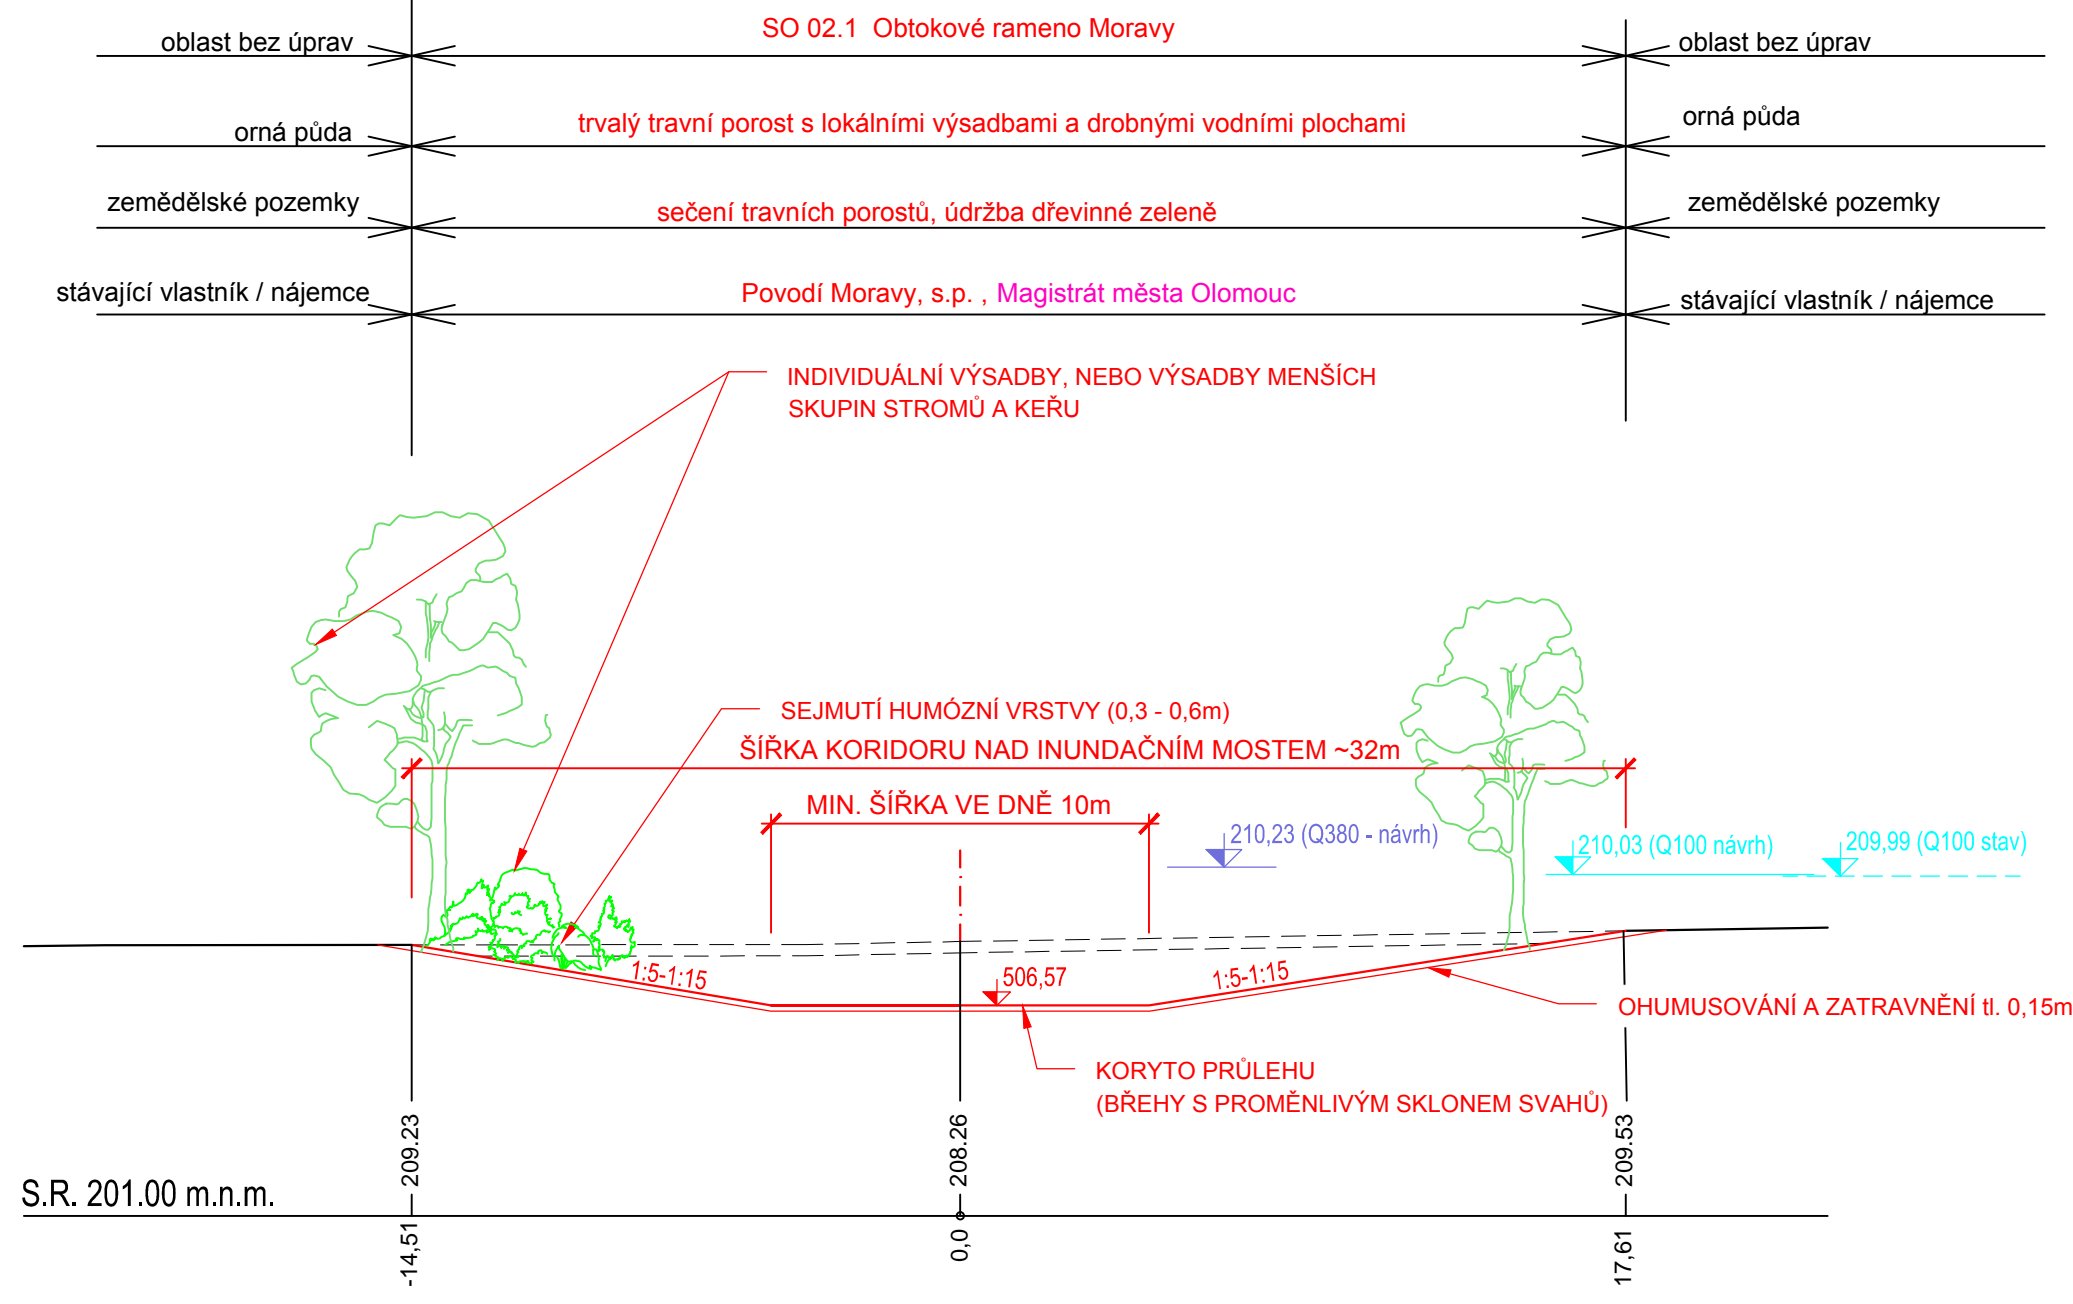 SO 02.1 Obtokové rameno Moravy
oblast bez úprav
oblast bez úprav
orná půda
trvalý travní porost s lokálními výsadbami a drobnými vodními plochami
orná půda
zemědělské pozemky
sečení travních porostů, údržba dřevinné zeleně
zemědělské pozemky
stávající vlastník / nájemce
Povodí Moravy, s.p. , Magistrát města Olomouc
stávající vlastník / nájemce
INDIVIDUÁLNÍ VÝSADBY, NEBO VÝSADBY MENŠÍCH
SKUPIN STROMŮ A KEŘU
SEJMUTÍ HUMÓZNÍ VRSTVY (0,3 - 0,6m)
ŠÍŘKA KORIDORU NAD INUNDAČNÍM MOSTEM ~32m
MIN. ŠÍŘKA VE DNĚ 10m
210,23 (Q380 - návrh)
210,03 (Q100 návrh)
209,99 (Q100 stav)
1:5-1:15
506,57
1:5-1:15
OHUMUSOVÁNÍ A ZATRAVNĚNÍ tl. 0,15m
KORYTO PRŮLEHU
(BŘEHY S PROMĚNLIVÝM SKLONEM SVAHŮ)
209.23
208.26
209.53
S.R. 201.00 m.n.m.
-14,51
0,0
17,61